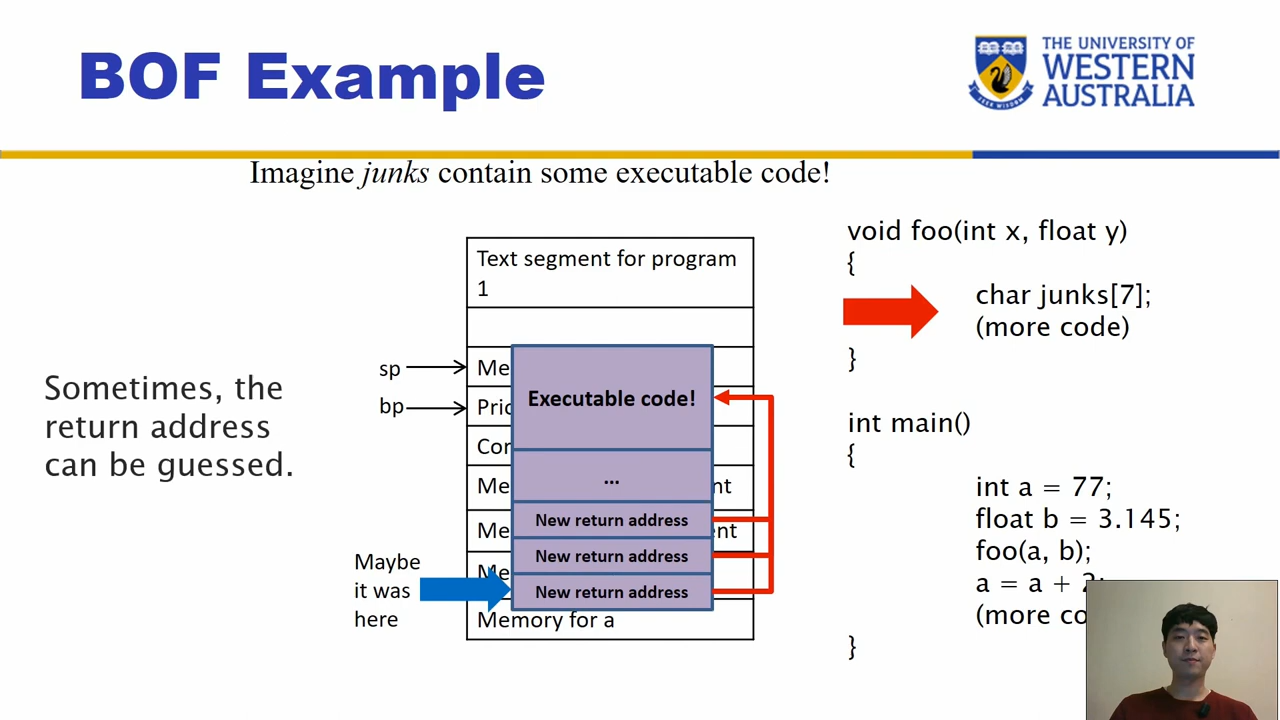 BOF Example
THE UNIVERSITY OF
WESTERN
AUSTRALIA
SEEK WISDOM
Imagine junks contain some executable code!
Sometimes, the
return address
can be guessed.
Text segment for program
1
sp
Me
bp
Executable code!
Me
...
nt
Me
New return address
ent
New return address
Me
New return address
Memory for a
Maybe
it was
here
void foo(int x, float y)
{
char junks[7];
(more code)
}
int main()
{
int a = 77;
float b = 3.145;
foo(a, b);
a = a + 2;
(more co
}